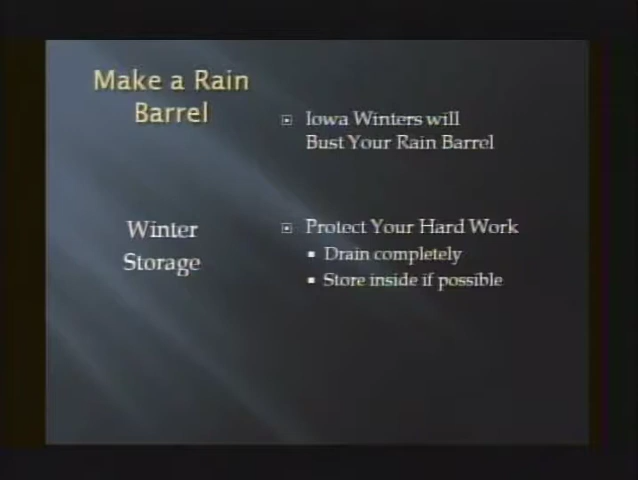 Make a Rain
Barrel
Iowa Winters will
Bust Your Rain Barrel
Winter
Storage
Protect Your Hard Work
Drain completely
Store inside if possible